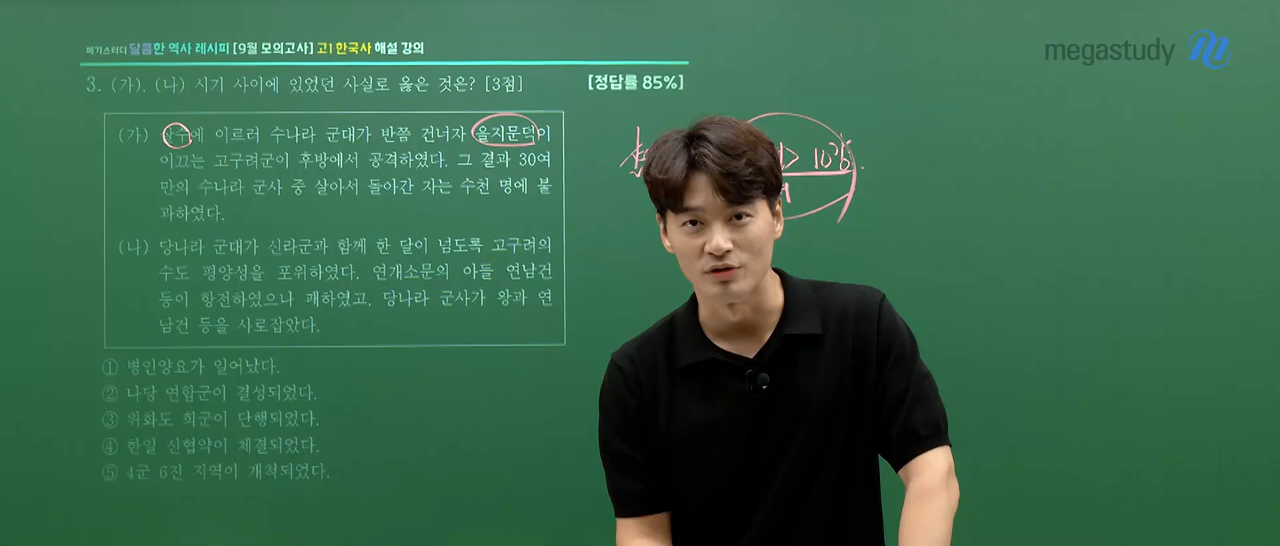 메가스터디 달콤한 역사 레시피 [9월 모의고사] 고1 한국사 해설 강의
megastudy
3. (가), (나) 시기 사이에 있었던 사실로 옳은 것은? [3점]
[정답률 85%]
(가) 살수에 이르러 수나라 군대가 반쯤 건너자 을지문덕이
이끄는 고구려군이 후방에서 공격하였다. 그 결과 30여
만의 수나라 군사 중 살아서 돌아간 자는 수천 명에 불
과하였다.
(나) 당나라 군대가 신라군과 함께 한 달이 넘도록 고구려의
수도 평양성을 포위하였다. 연개소문의 아들 연남건
등이 항전하였으나 패하였고, 당나라 군사가 왕과 연
남건 등을 사로잡았다.
① 병인양요가 일어났다.
② 나당 연합군이 결성되었다.
③ 위화도 회군이 단행되었다.
④ 한일 신협약이 체결되었다.
⑤ 4군 6진 지역이 개척되었다.